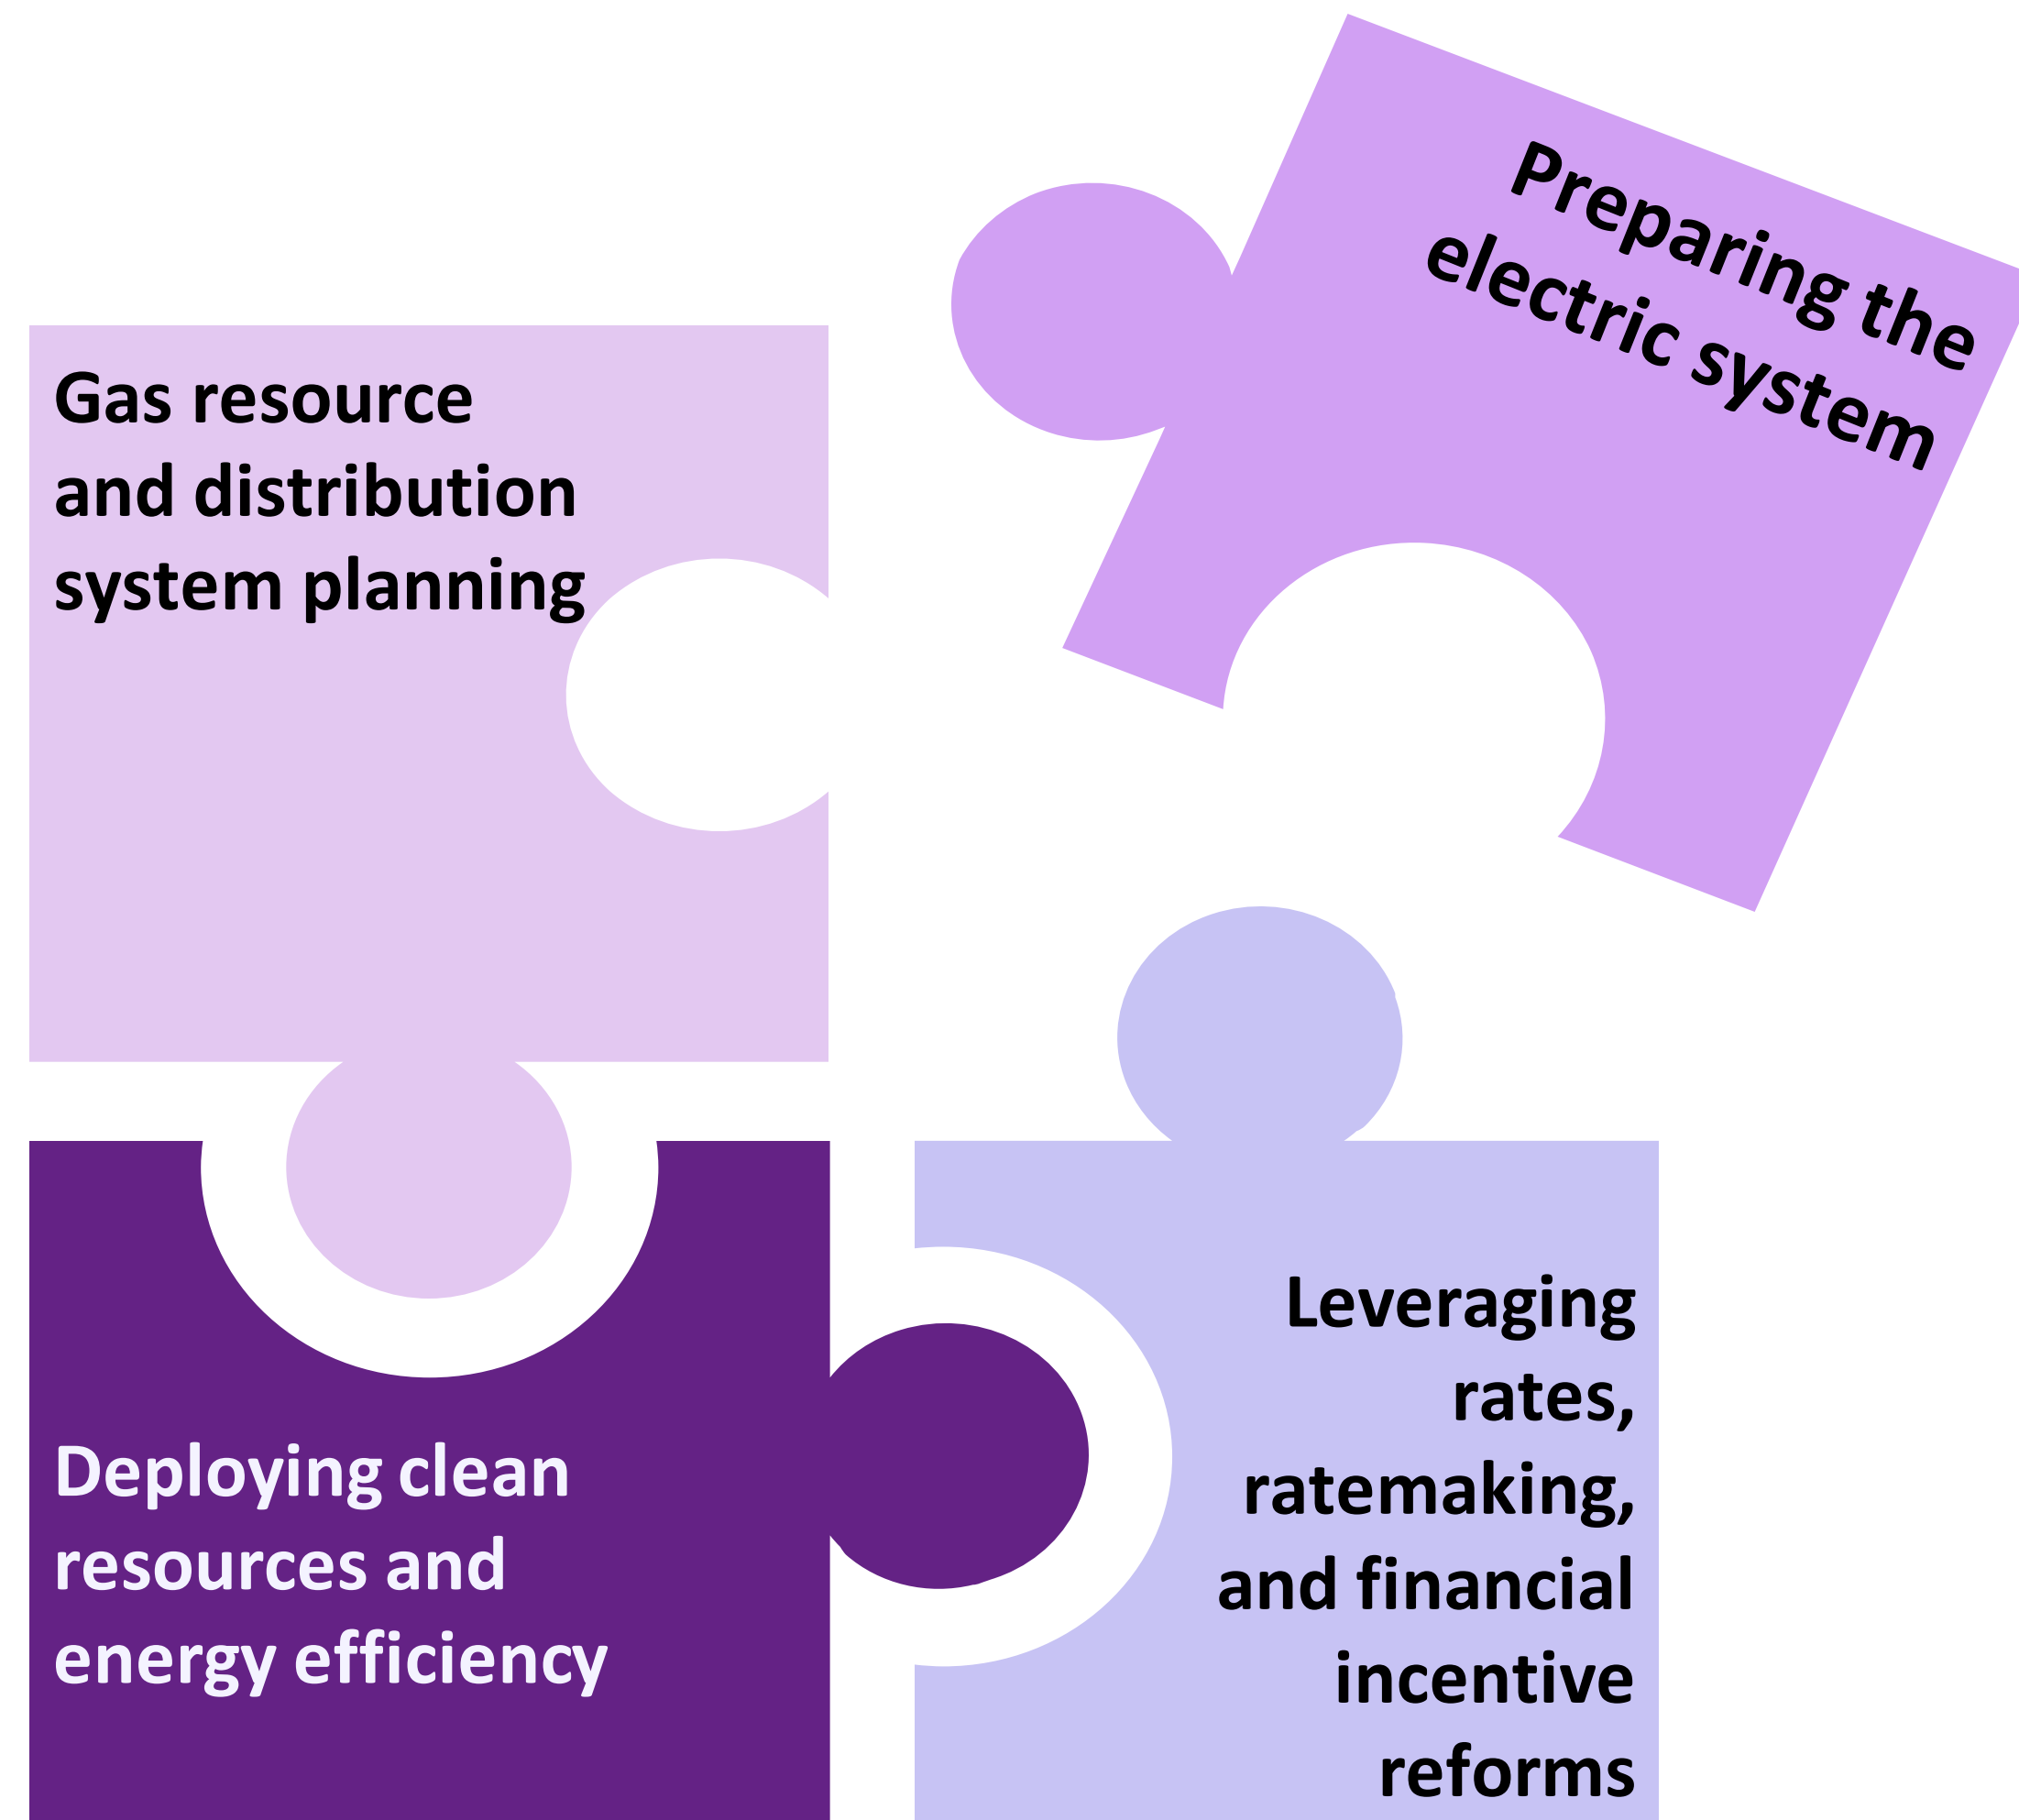 Gas resource
and distribution
system planning
Preparing the
electric system
Deploying clean
resources and
energy efficiency
Leveraging
rates,
ratemaking,
and financial
incentive
reforms